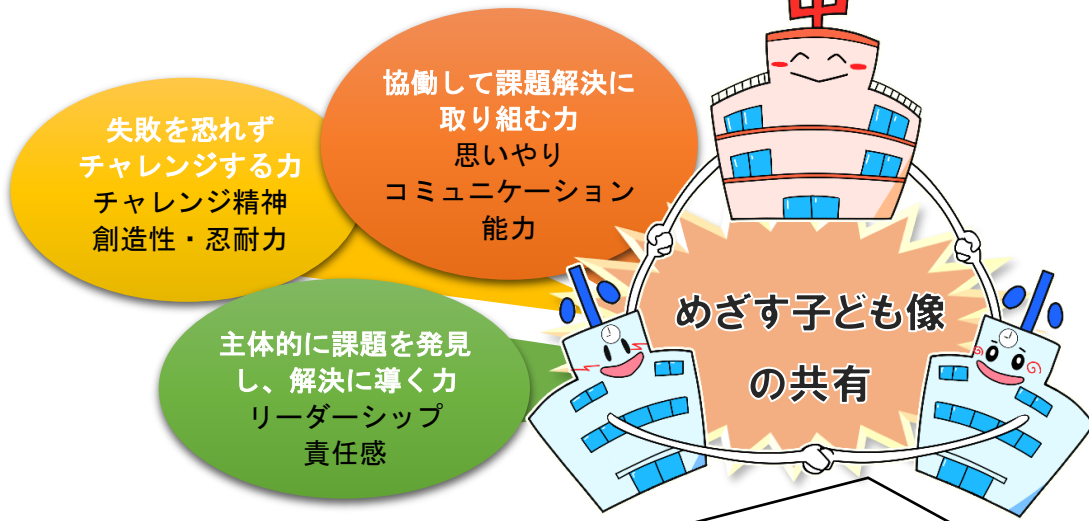 中
協働して課題解決に
取り組む力
思いやり
コミュニケーション
能力
失敗を恐れず
チャレンジする力
チャレンジ精神
創造性・忍耐力
主体的に課題を発見
し、解決に導く力
リーダーシップ
責任感
めざす子ども像
の共有
小
小